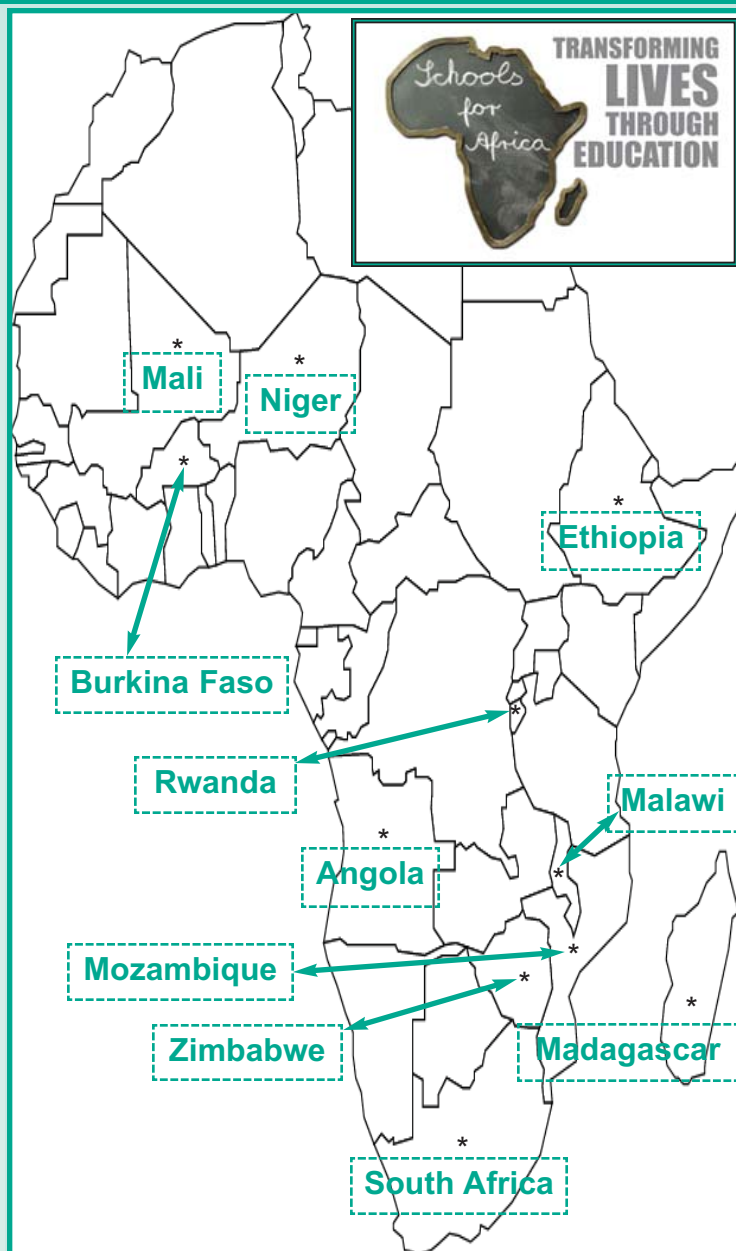 Schools
for
Africa
TRANSFORMING
LIVES
THROUGH
EDUCATION
*
Mali
*
Niger
*
*
Ethiopia
Burkina Faso
*
Rwanda
Malawi
*
Angola
*
Mozambique
*
*
Zimbabwe
*
Madagascar
*
South Africa